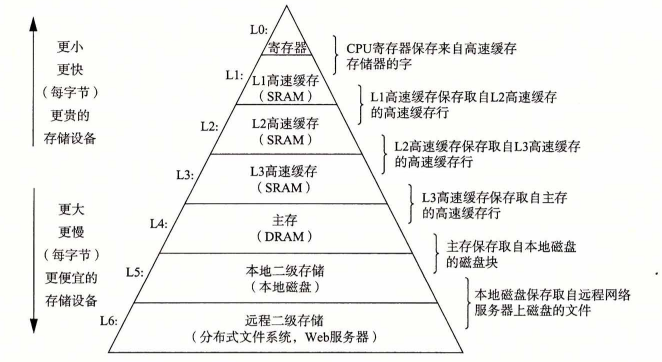 更小
更快
（每字节）
更贵的
存储设备
更大
更慢
（每字节）
更便宜的
存储设备
L0:
寄存器
CPU寄存器保存来自高速缓存
存储器的字
L1:
L1高速缓存
（SRAM）
L1高速缓存保存取自L2高速缓存
的高速缓存行
L2:
L2高速缓存
（SRAM）
L2高速缓存保存取自L3高速缓存
的高速缓存行
L3:
L3高速缓存
（SRAM）
L3高速缓存保存取自主存
的高速缓存行
L4:
主存
（DRAM）
主存保存取自本地磁盘
的磁盘块
L5:
本地二级存储
（本地磁盘）
本地磁盘保存取自远程网络
服务器上磁盘的文件
L6:
远程二级存储
（分布式文件系统，Web服务器）